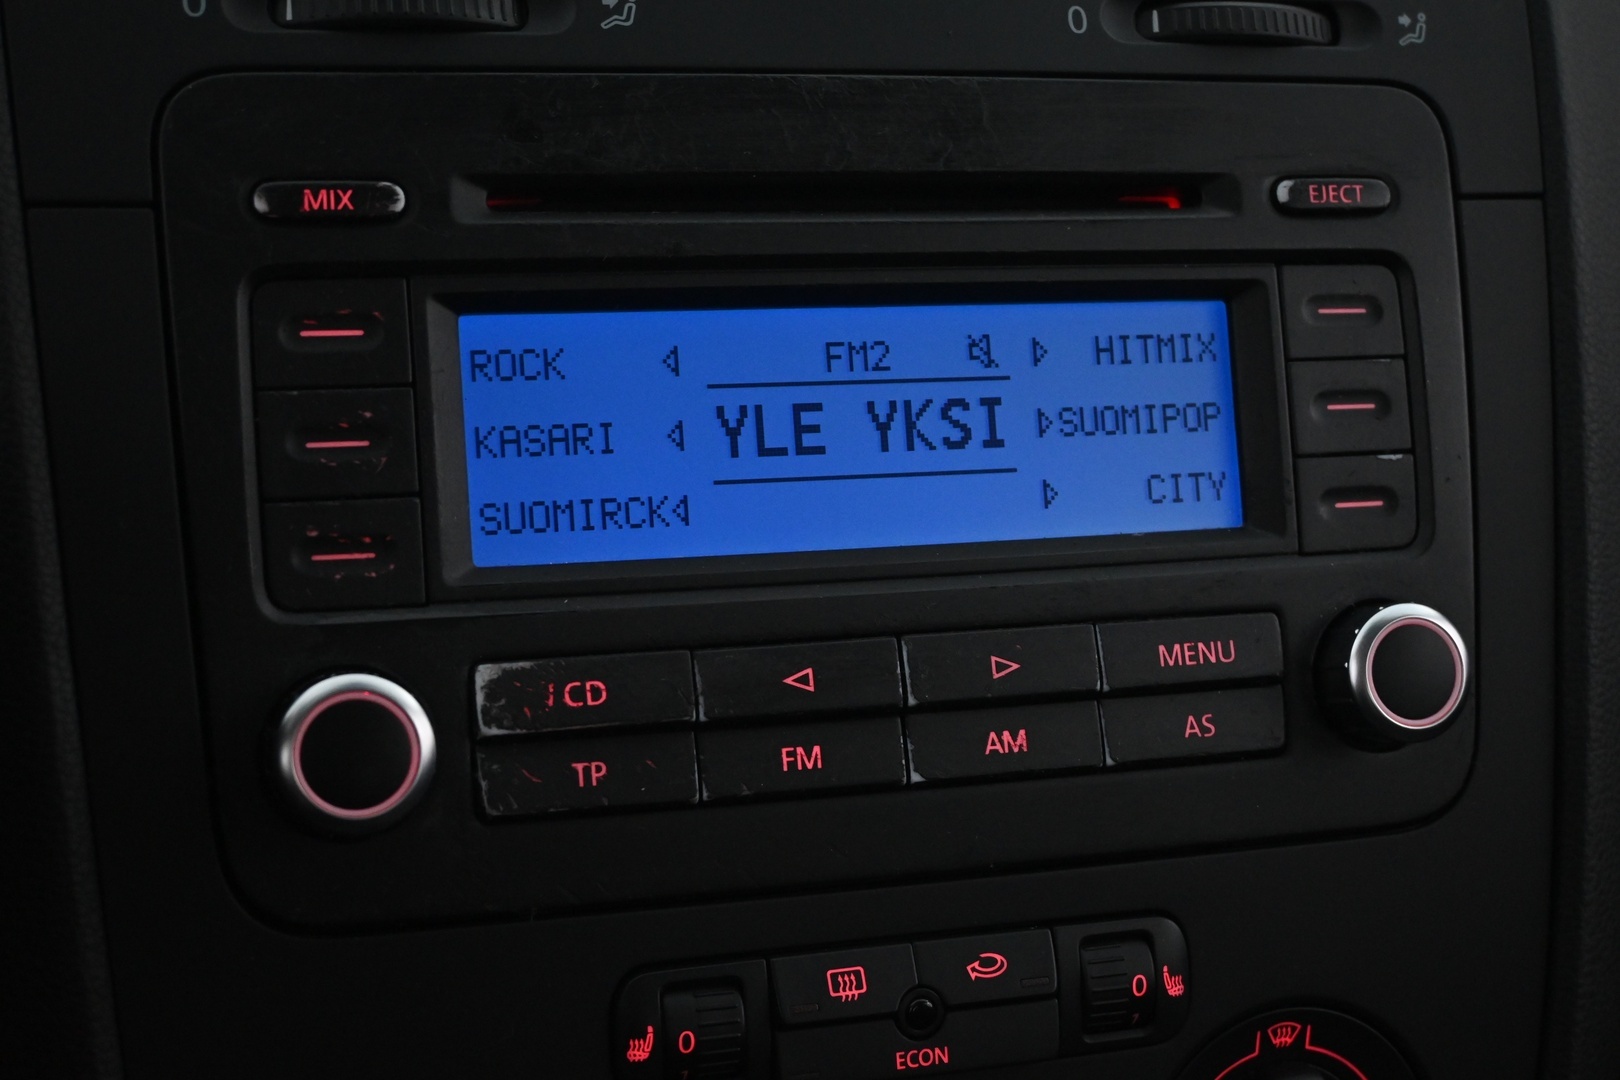 0
0
MIX
EJECT
ROCK
FM2
HITMIX
KASARI
YLE YKSI
SUOMIPOP
SUOMIRCK
CITY
CD
MENU
TP
FM
AM
AS
0
0
ECON